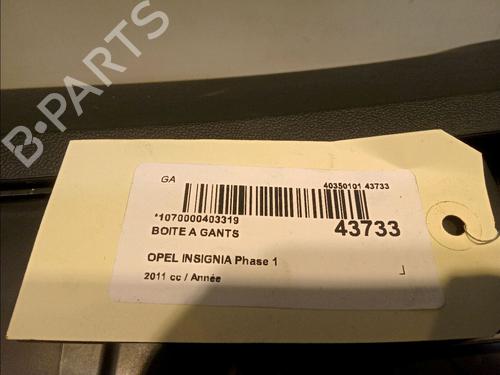 B-PARTS
GA
40350101 43733
*1070000403319
BOITE A GANTS
43733
OPEL INSIGNIA Phase 1
2011 cc / Année